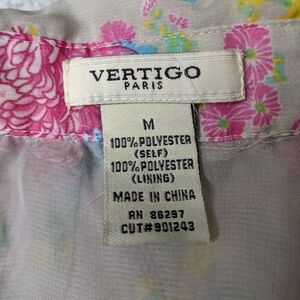 VERTIGO
PARIS
M
100% POLYESTER
(SELF)
100% POLYESTER
(LINING)
MADE IN CHINA
RN 86297
CUT#901243